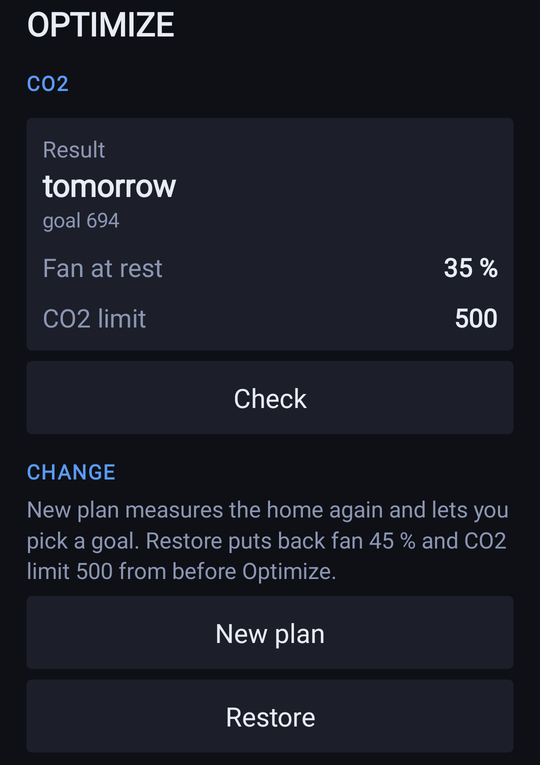 OPTIMIZE
CO2
Result
tomorrow
goal 694
Fan at rest
35 %
CO2 limit
500
Check
CHANGE
New plan measures the home again and lets you
pick a goal. Restore puts back fan 45 % and CO2
limit 500 from before Optimize.
New plan
Restore